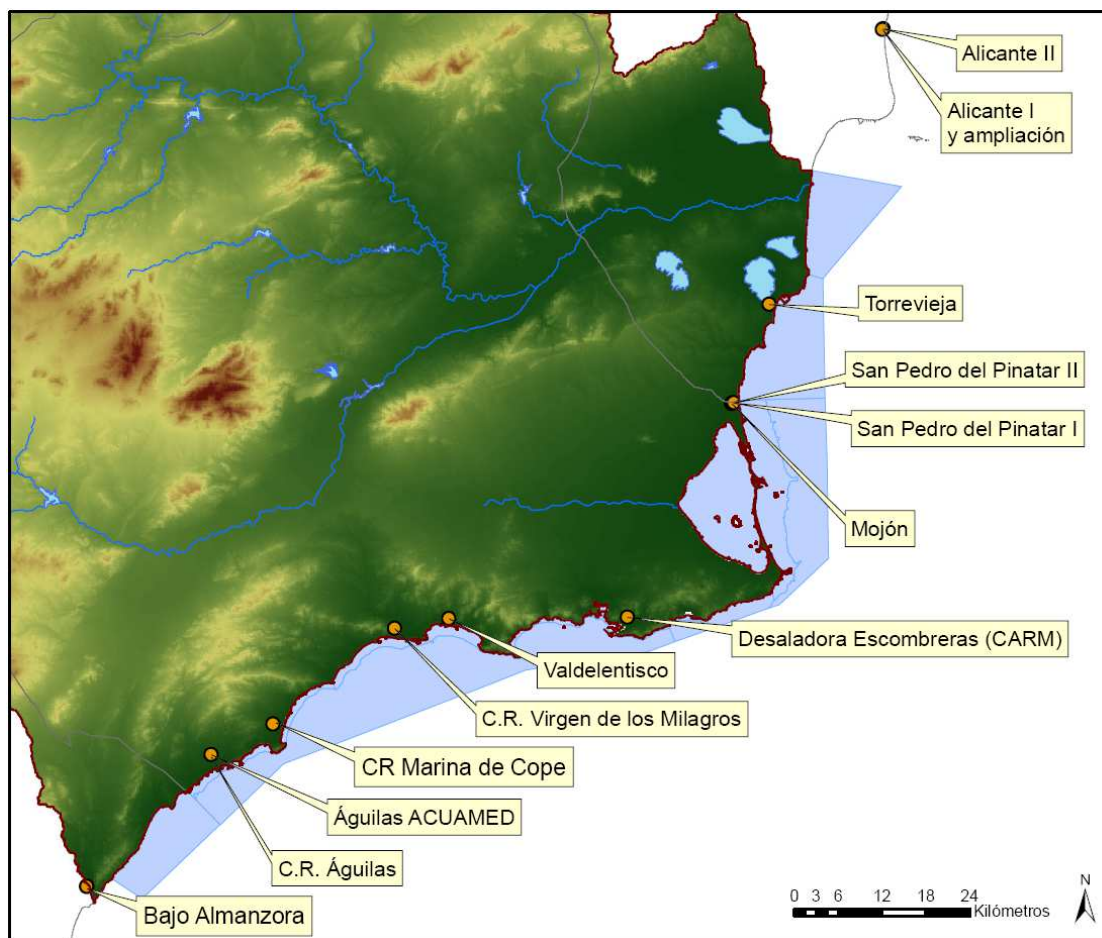 Alicante II
Alicante I
y ampliación
Torrevieja
San Pedro del Pinatar II
San Pedro del Pinatar I
Mojón
Desaladora Escombreras (CARM)
Valdelentisco
C.R. Virgen de los Milagros
CR Marina de Cope
Águilas ACUAMED
C.R. Águilas
Bajo Almanzora
N
0 3 6 12 18 24
Kilómetros